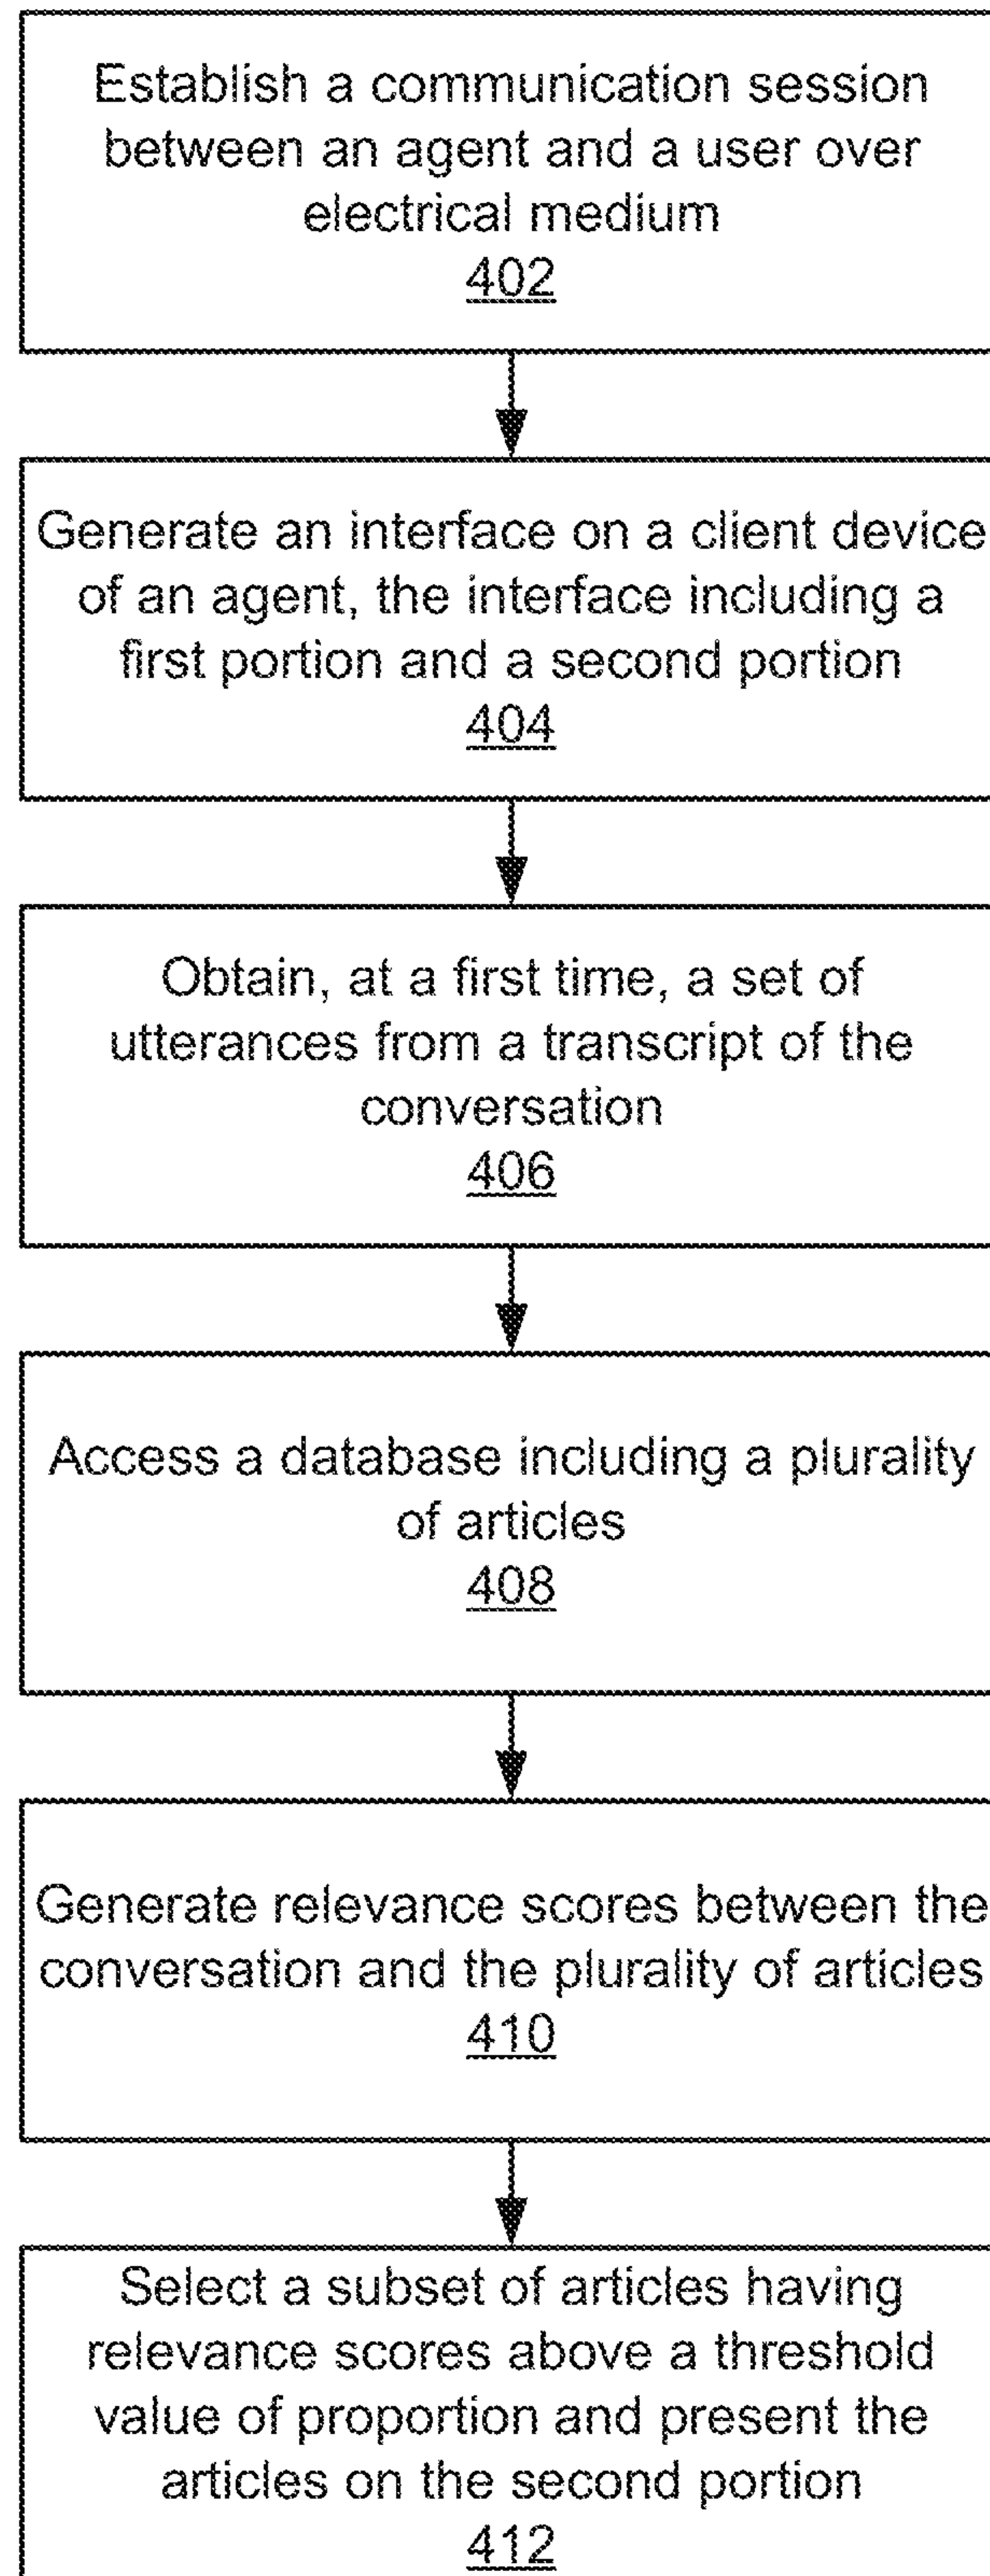 Establish a communication session
between an agent and a user over
electrical medium
402
Generate an interface on a client device
of an agent, the interface including a
first portion and a second portion
404
Obtain, at a first time, a set of
utterances from a transcript of the
conversation
406
Access a database including a plurality
of articles
408
Generate relevance scores between the
conversation and the plurality of articles
410
Select a subset of articles having
relevance scores above a threshold
value of proportion and present the
articles on the second portion
412